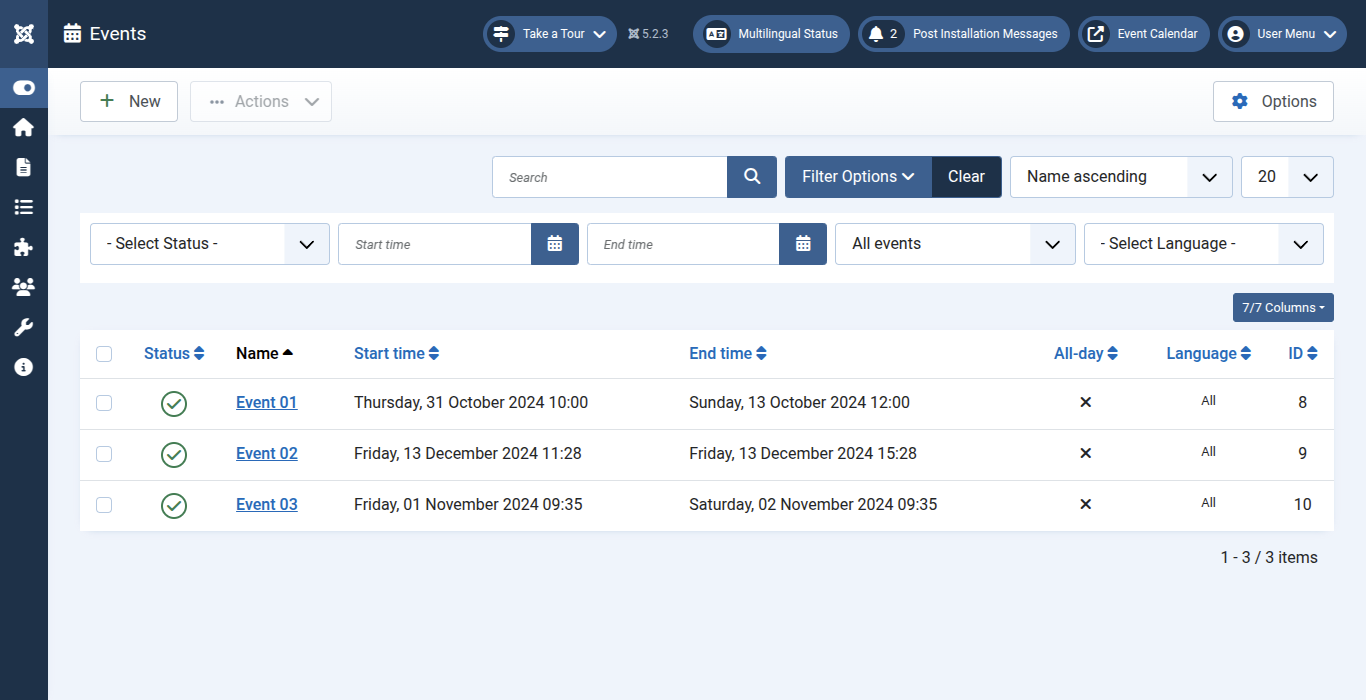 Events
Take a Tour
5.2.3
Multilingual Status
2 Post Installation Messages
Event Calendar
User Menu
New
Actions
Options
Search
Filter Options
Clear
Name ascending
20
- Select Status -
Start time
End time
All events
- Select Language -
7/7 Columns
Status Name Start time End time All-day Language ID
Event 01 Thursday, 31 October 2024 10:00 Sunday, 13 October 2024 12:00 All 8
Event 02 Friday, 13 December 2024 11:28 Friday, 13 December 2024 15:28 All 9
Event 03 Friday, 01 November 2024 09:35 Saturday, 02 November 2024 09:35 All 10
1 - 3 / 3 items